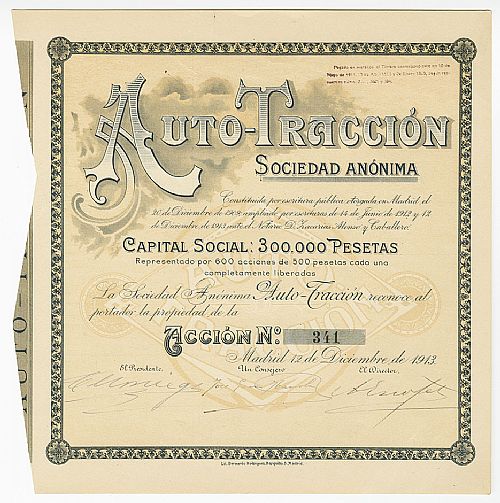 AUTO-TRACCIÓN
SOCIEDAD ANÓNIMA
Constituida por escritura pública otorgada en Madrid el
20 de Diciembre de 1909, ampliada por escrituras de 14 de Junio de 1912 y 12
de Diciembre de 1913, ante el Notario D. Zacarías Alonso y Caballero.
CAPITAL SOCIAL: 300,000 PESETAS
Representado por 600 acciones de 500 pesetas cada una
completamente liberadas
La Sociedad Anónima Auto-Tracción reconoce al
portador la propiedad de la
ACCIÓN No. 341
Madrid 12 de Diciembre de 1913.
El Presidente. Un Consejero El Director.
AUTO-T